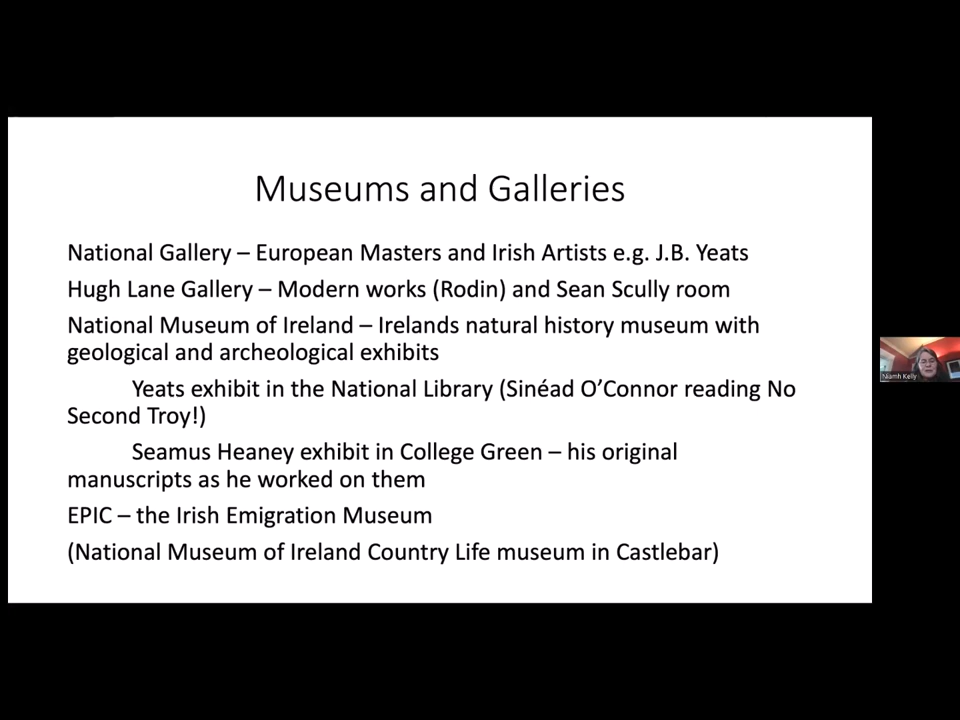 Museums and Galleries
National Gallery – European Masters and Irish Artists e.g. J.B. Yeats
Hugh Lane Gallery – Modern works (Rodin) and Sean Scully room
National Museum of Ireland – Irelands natural history museum with
geological and archeological exhibits
Yeats exhibit in the National Library (Sinéad O’Connor reading No
Second Troy!)
Seamus Heaney exhibit in College Green – his original
manuscripts as he worked on them
EPIC – the Irish Emigration Museum
(National Museum of Ireland Country Life museum in Castlebar)
Niamh Kelly